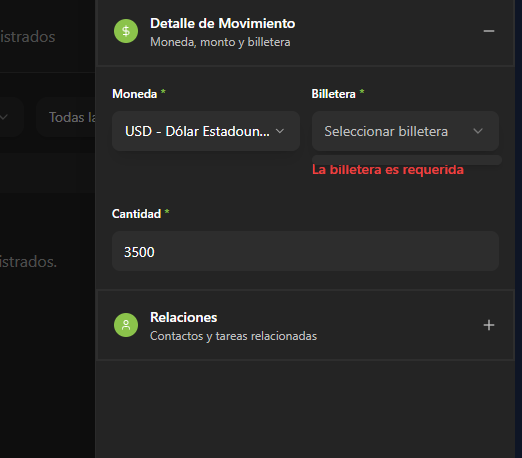 Detalle de Movimiento
istrados
Moneda, monto y billetera
Moneda *
Billetera *
Todas la
USD - Dólar Estadoun...
Seleccionar billetera
La billetera es requerida
Cantidad *
3500
istrados.
Relaciones
Contactos y tareas relacionadas